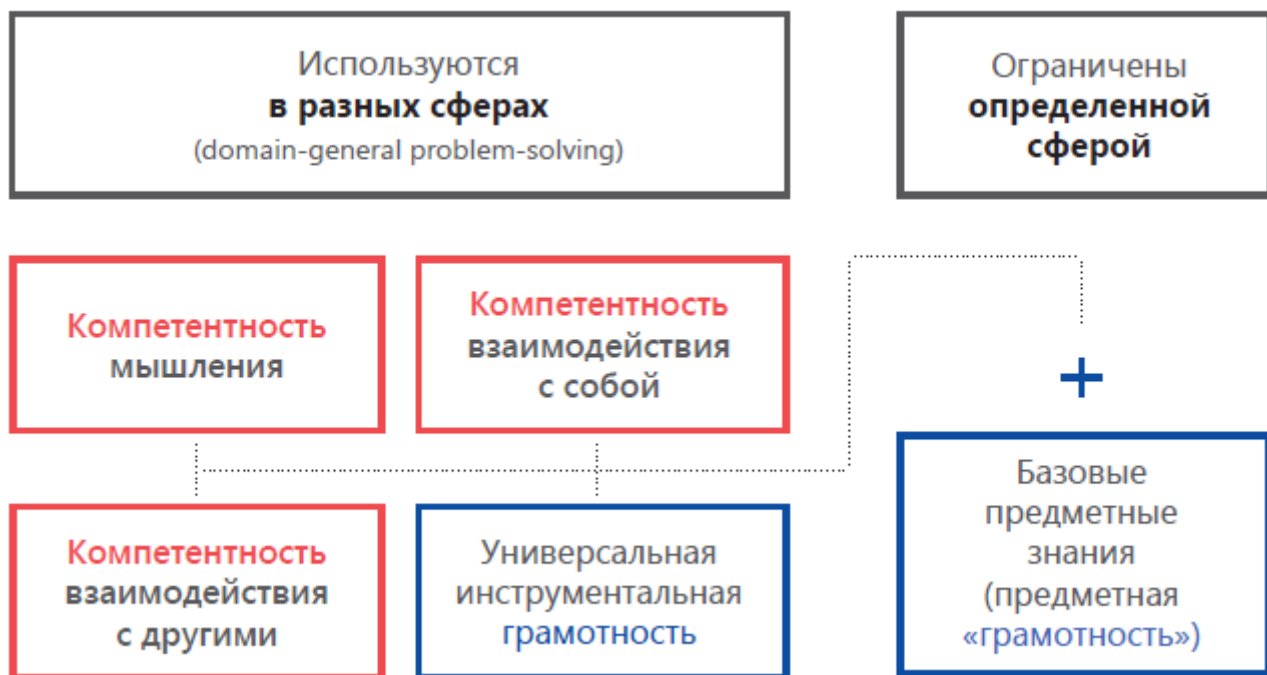 Используются
в разных сферах
(domain-general problem-solving)
Ограничены
определенной
сферой
Компетентность
мышления
Компетентность
взаимодействия
с собой
+
Компетентность
взаимодействия
с другими
Универсальная
инструментальная
грамотность
Базовые
предметные
знания
(предметная
«грамотность»)